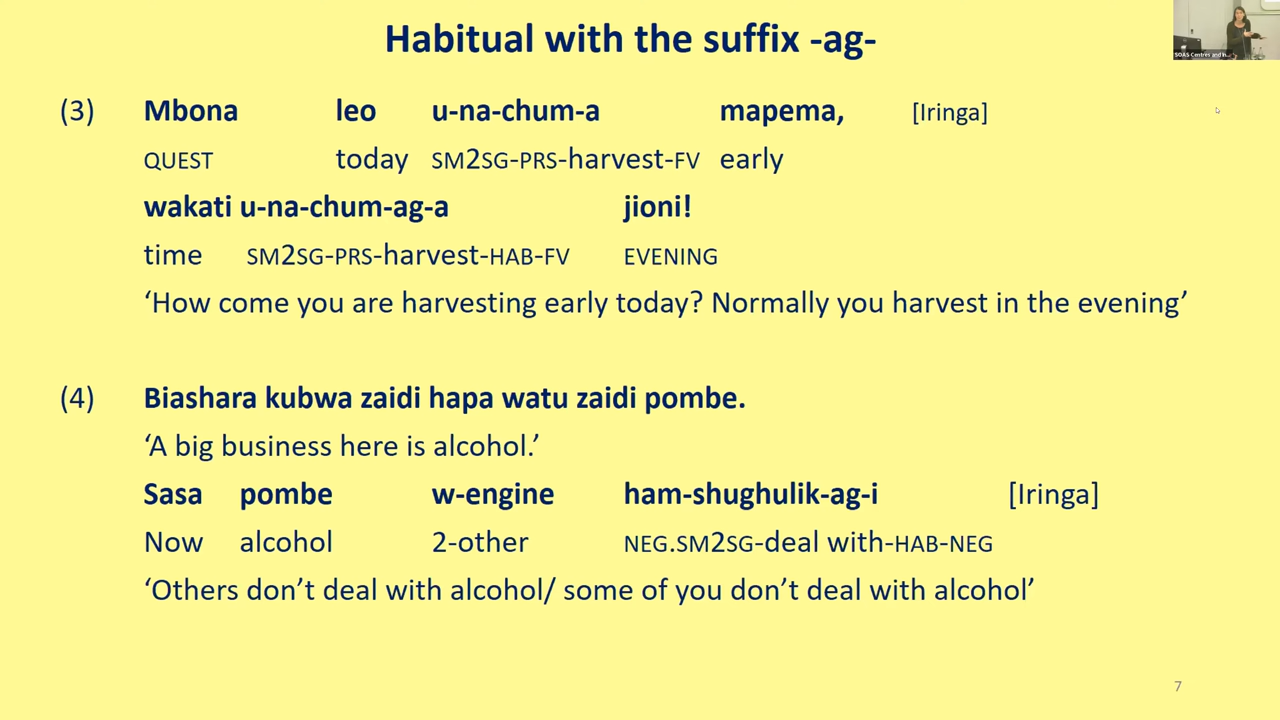 Habitual with the suffix -ag-
(3) Mbona leo u-na-chum-a mapema, [Iringa]
QUEST today SM2SG-PRS-harvest-FV early
wakati u-na-chum-ag-a jioni!
time SM2SG-PRS-harvest-HAB-FV EVENING
‘How come you are harvesting early today? Normally you harvest in the evening’
(4) Biashara kubwa zaidi hapa watu zaidi pombe.
‘A big business here is alcohol.’
Sasa pombe w-engine ham-shughulik-ag-i [Iringa]
Now alcohol 2-other NEG.SM2SG-deal with-HAB-NEG
‘Others don’t deal with alcohol/ some of you don’t deal with alcohol’
7
SOAS Centres and